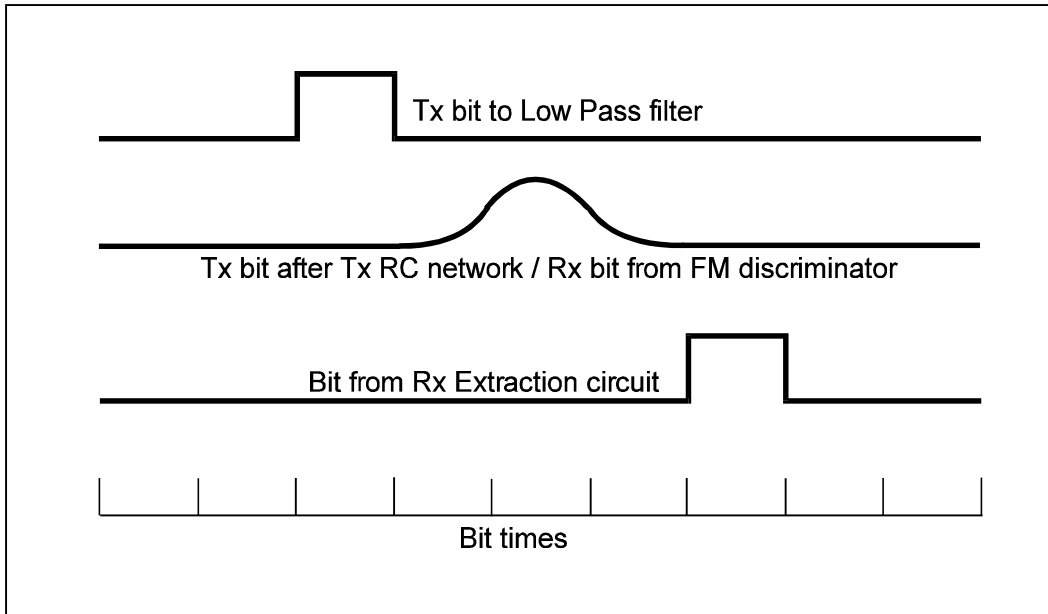 Tx bit to Low Pass filter
Tx bit after Tx RC network / Rx bit from FM discriminator
Bit from Rx Extraction circuit
Bit times